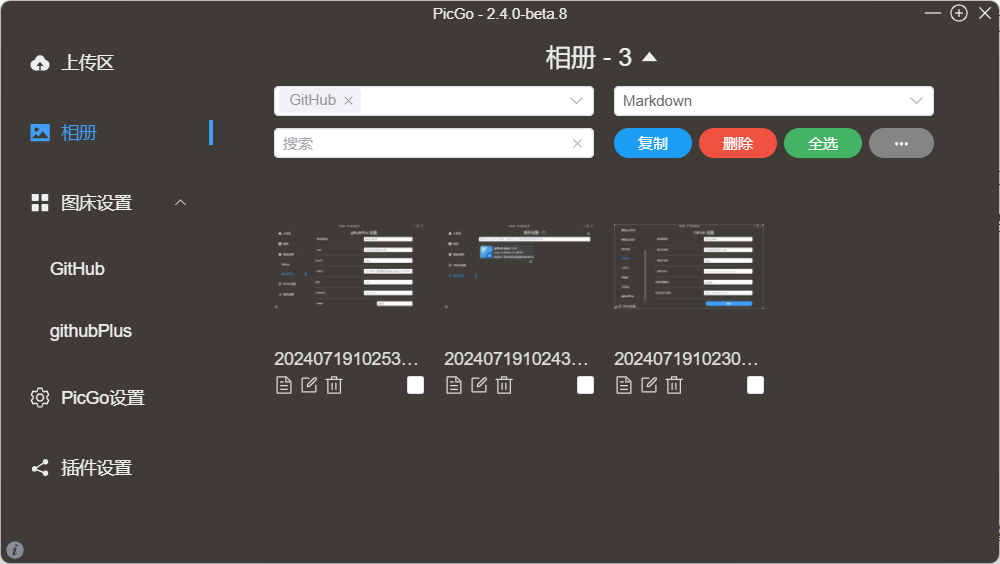 PicGo - 2.4.0-beta.8
上传区
相册
图床设置
GitHub
githubPlus
PicGo设置
插件设置
相册 - 3
GitHub
Markdown
搜索
复制
删除
全选
2024071910253...
2024071910243...
2024071910230...